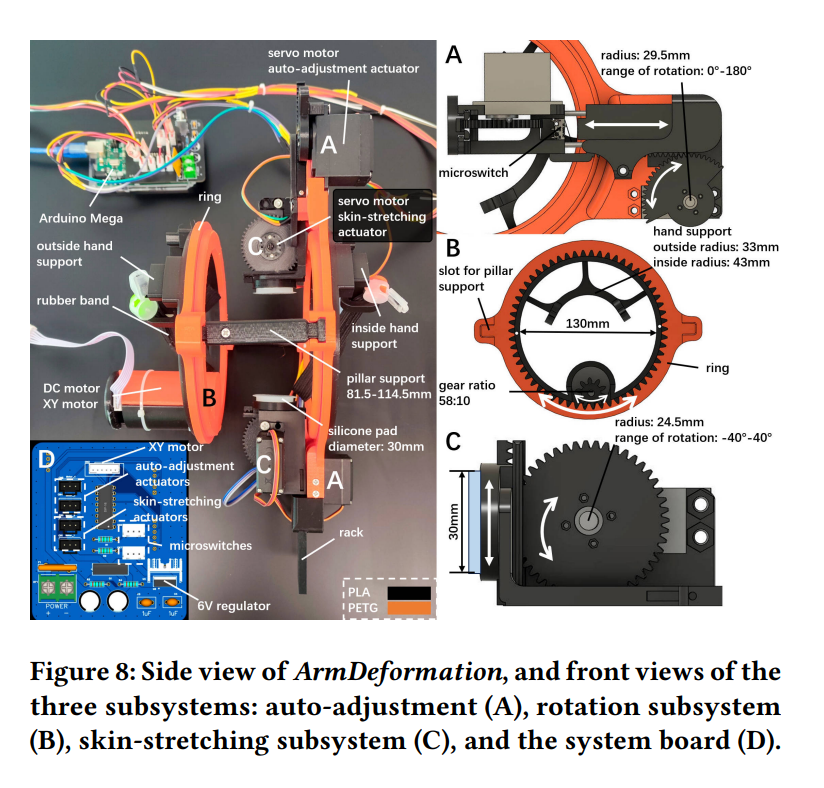 servo motor
auto-adjustment actuator
A
Arduino Mega
ring
servo motor
skin-stretching
actuator
C
outside hand
support
rubber band
inside hand
support
DC motor
XY motor
B
pillar support
81.5-114.5mm
silicone pad
diameter: 30mm
C
A
rack
D
XY motor
auto-adjustment
actuators
skin-stretching
actuators
microswitches
6V regulator
POWER
+ -
1uF 1uF
PLA
PETG
A
radius: 29.5mm
range of rotation: 0°-180°
microswitch
B
hand support
outside radius: 33mm
inside radius: 43mm
slot for pillar
support
130mm
ring
gear ratio
58:10
C
radius: 24.5mm
range of rotation: -40°-40°
30mm
Figure 8: Side view of ArmDeformation, and front views of the
three subsystems: auto-adjustment (A), rotation subsystem
(B), skin-stretching subsystem (C), and the system board (D).